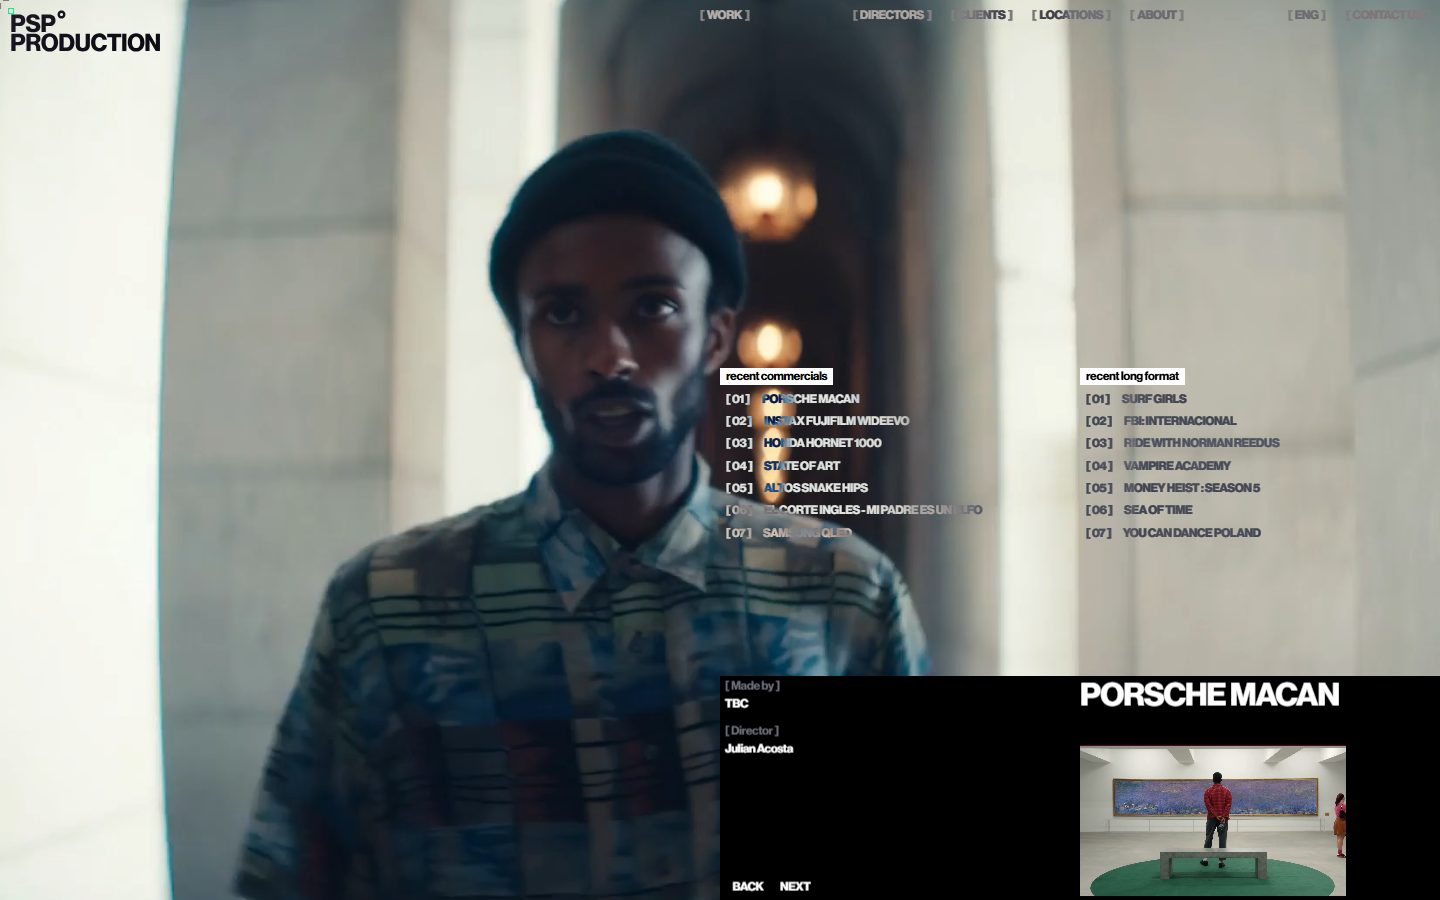 PSP°
PRODUCTION
[ WORK ]
[ DIRECTORS ]
[ CLIENTS ]
[ LOCATIONS ]
[ ABOUT ]
[ ENG ]
[ CONTACT US ]
recent commercials
[ 01 ] PORSCHE MACAN
[ 02 ] INSTAX FUJIFILM WIDEEVO
[ 03 ] HONDA HORNET 1000
[ 04 ] STATE OF ART
[ 05 ] ALTOS SNAKE HIPS
[ 06 ] EL CORTE INGLES - MI PADRE ES UN ELFO
[ 07 ] SAMSUNG QLED
recent long format
[ 01 ] SURF GIRLS
[ 02 ] FBI: INTERNACIONAL
[ 03 ] RIDE WITH NORMAN REEDUS
[ 04 ] VAMPIRE ACADEMY
[ 05 ] MONEY HEIST : SEASON 5
[ 06 ] SEA OF TIME
[ 07 ] YOU CAN DANCE POLAND
[ Made by ]
TBC
[ Director ]
Julian Acosta
PORSCHE MACAN
BACK NEXT